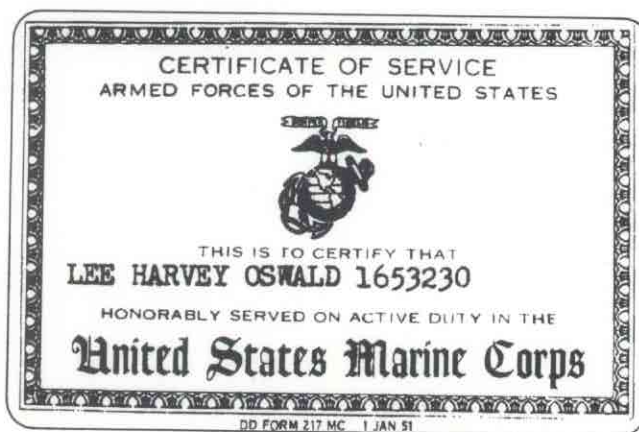 CERTIFICATE OF SERVICE
ARMED FORCES OF THE UNITED STATES
THIS IS TO CERTIFY THAT
LEE HARVEY OSWALD 1653230
HONORABLY SERVED ON ACTIVE DUTY IN THE
United States Marine Corps
DD FORM 217 MC 1 JAN 51